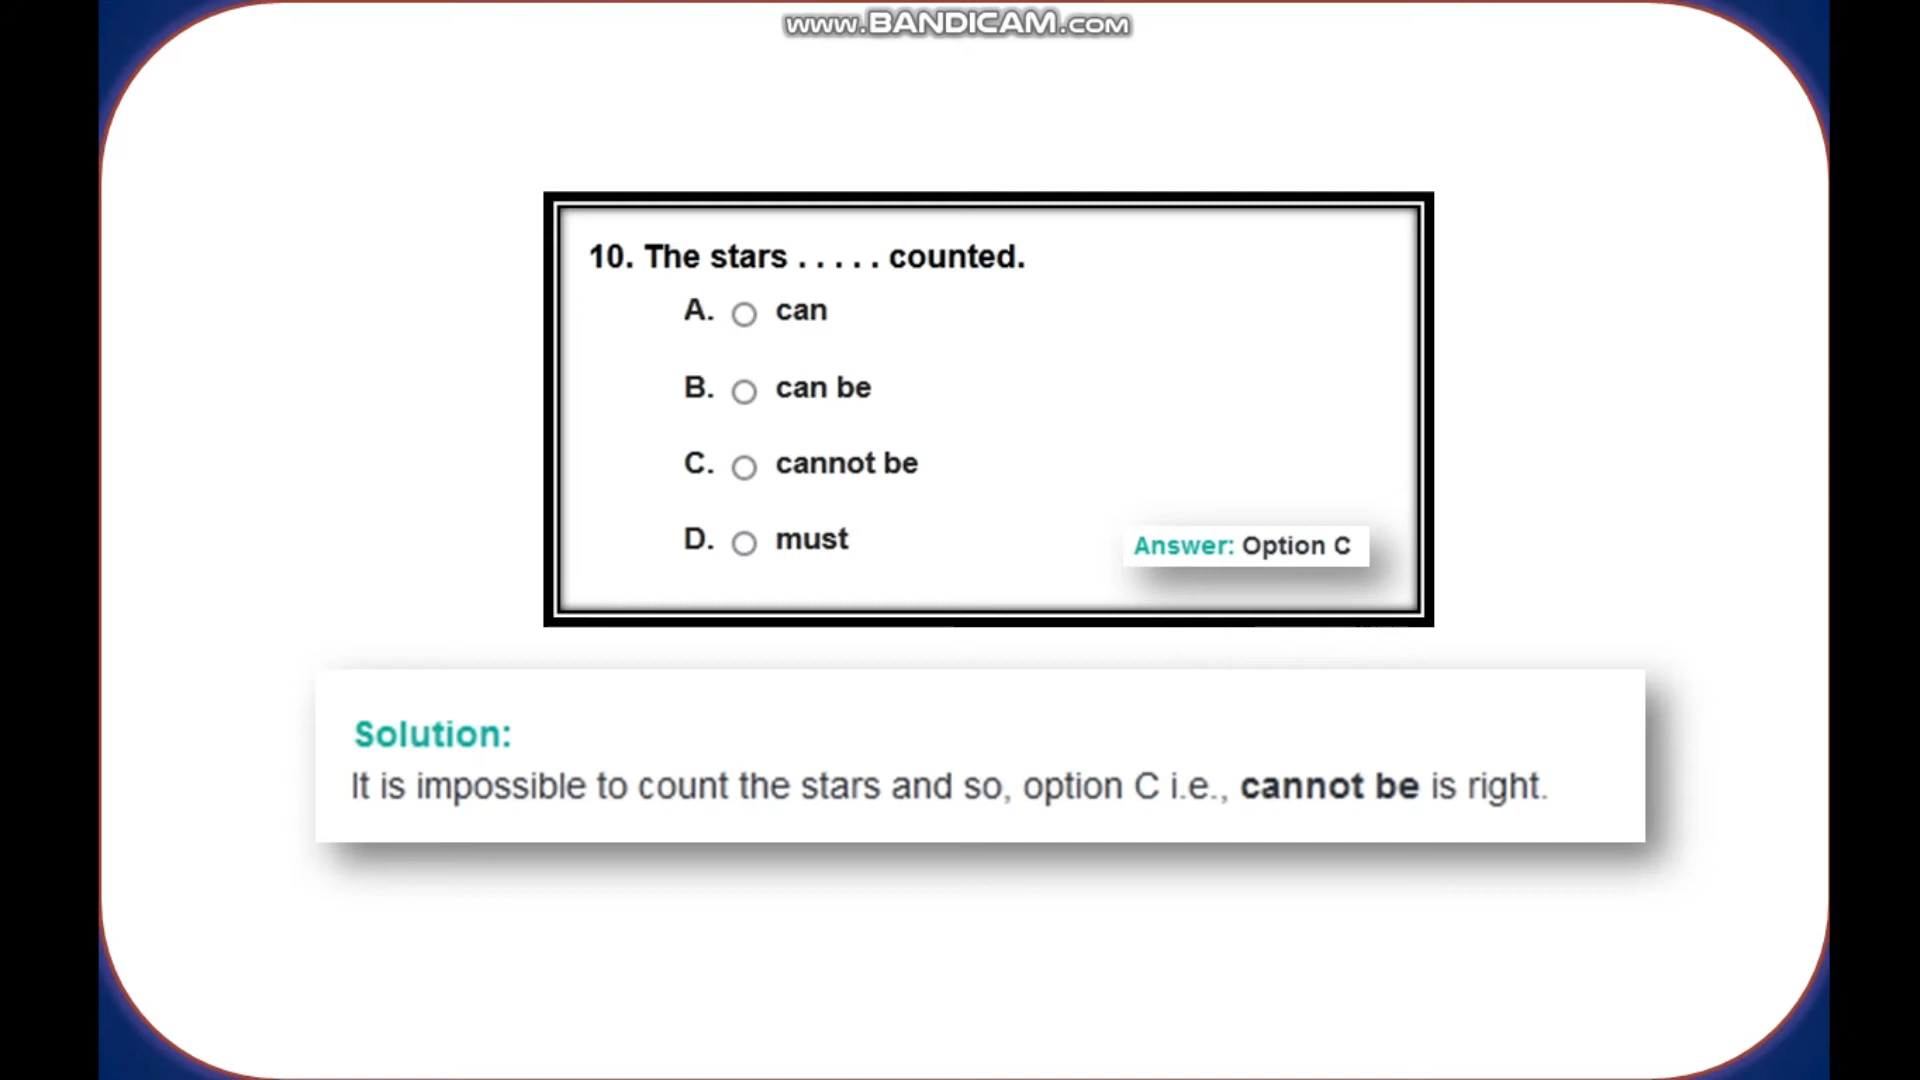 www.BANDICAM.com
10. The stars . . . . . counted.
A. can
B. can be
C. cannot be
D. must
Answer: Option C
Solution:
It is impossible to count the stars and so, option C i.e., cannot be is right.